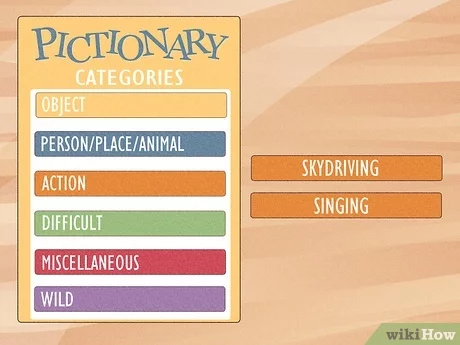 PICTIONARY
CATEGORIES
OBJECT
PERSON/PLACE/ANIMAL
ACTION
DIFFICULT
MISCELLANEOUS
WILD
SKYDRIVING
SINGING
wikiHow